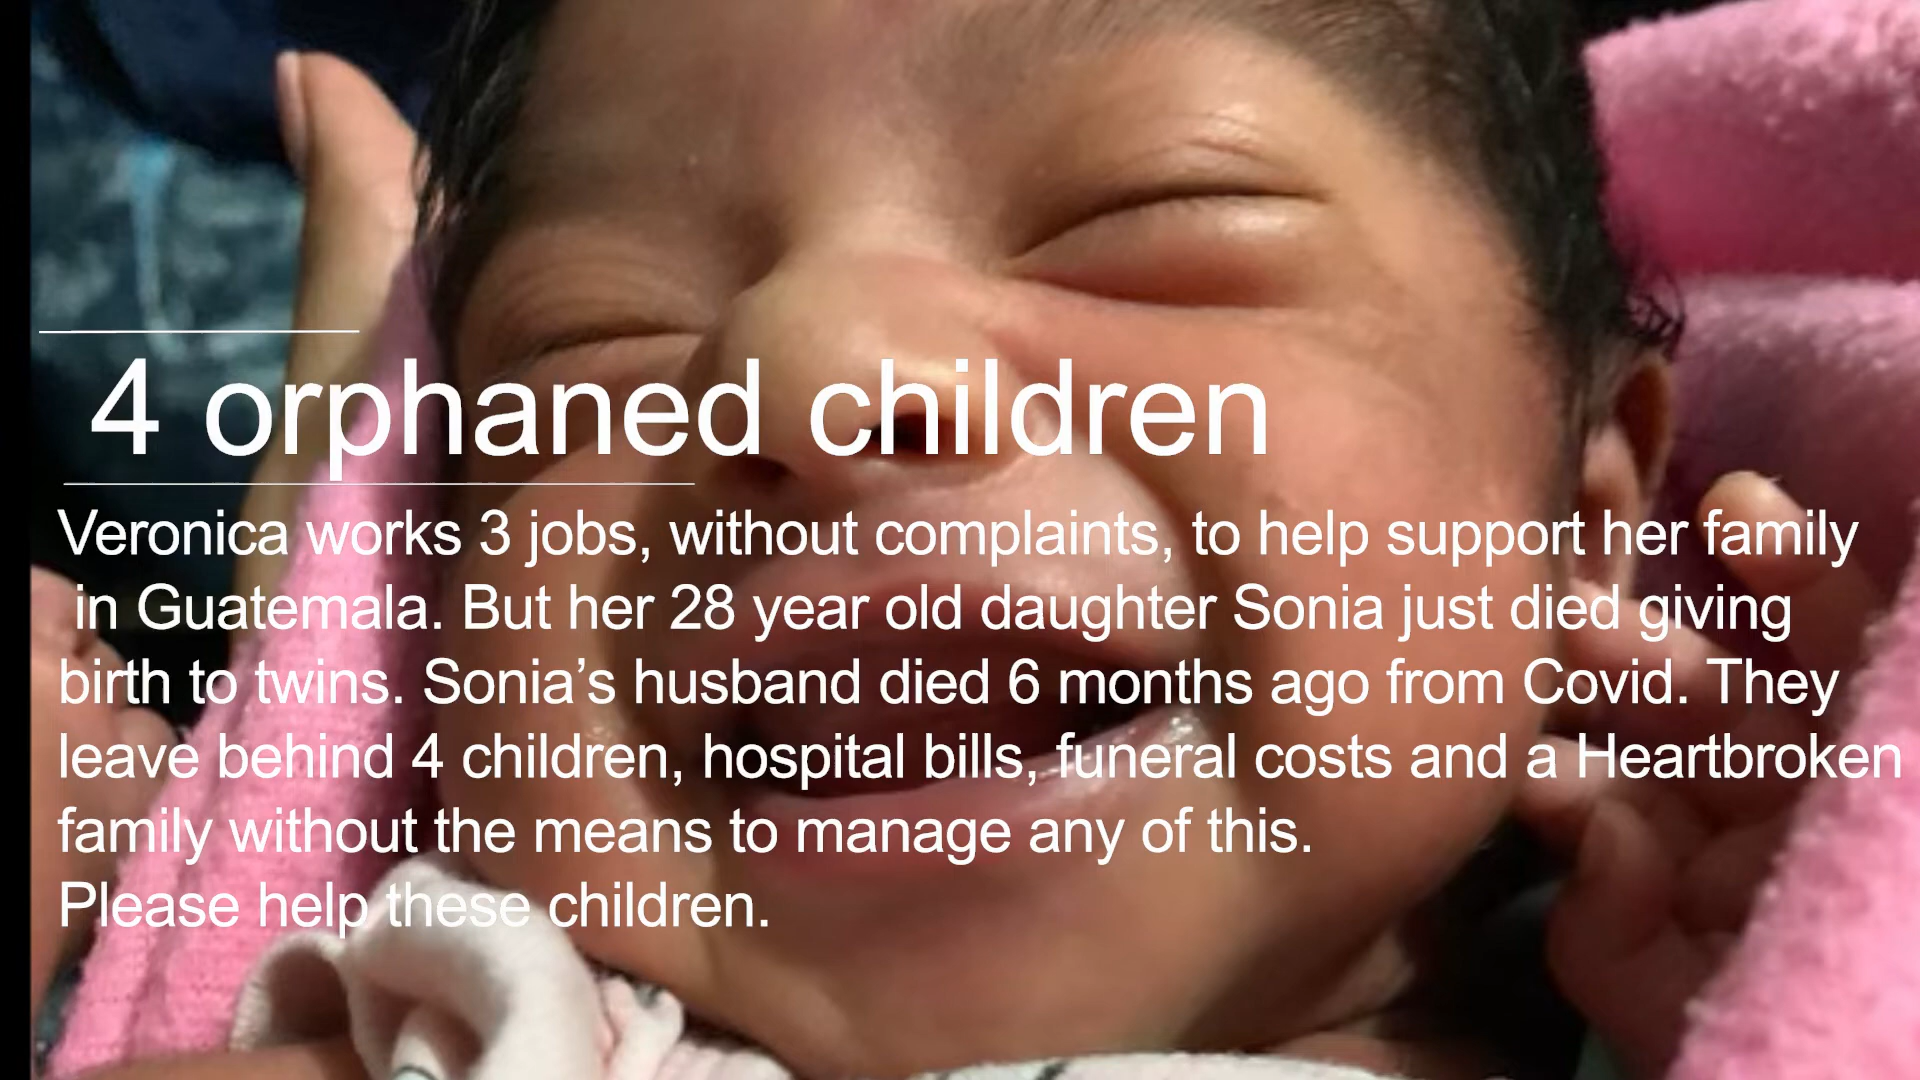 4 orphaned children
Veronica works 3 jobs, without complaints, to help support her family
in Guatemala. But her 28 year old daughter Sonia just died giving
birth to twins. Sonia’s husband died 6 months ago from Covid. They
leave behind 4 children, hospital bills, funeral costs and a Heartbroken
family without the means to manage any of this.
Please help these children.